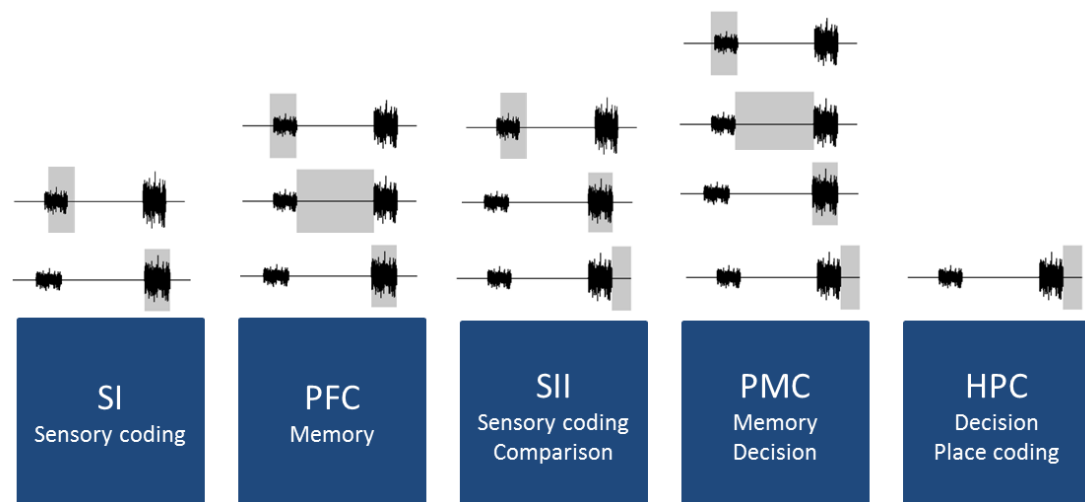 SI
Sensory coding
PFC
Memory
SII
Sensory coding
Comparison
PMC
Memory
Decision
HPC
Decision
Place coding